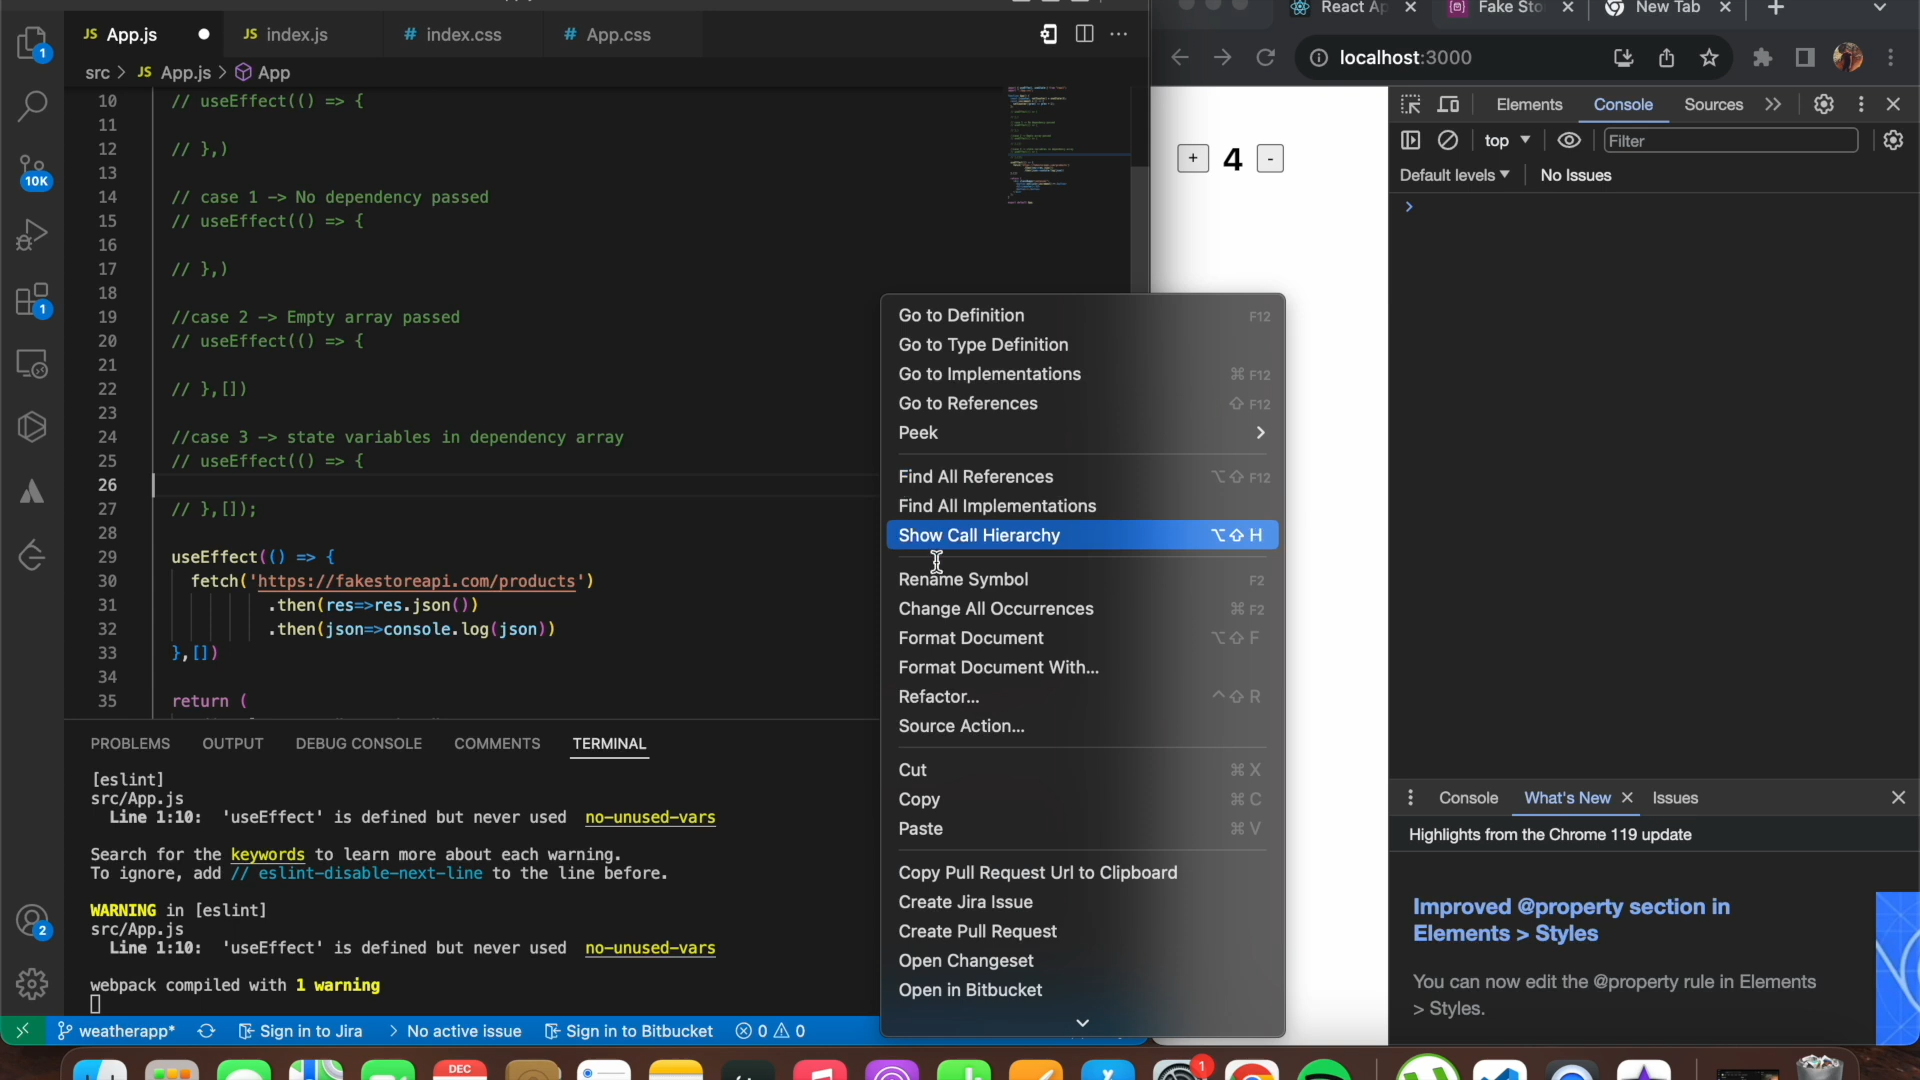 JS App.js
JS index.js
# index.css
# App.css
src > JS App.js > App
10 // useEffect(() => {
11
12 // },)
13
14 // case 1 -> No dependency passed
15 // useEffect(() => {
16
17 // },)
18
19 //case 2 -> Empty array passed
20 // useEffect(() => {
21
22 // },[])
23
24 //case 3 -> state variables in dependency array
25 // useEffect(() => {
26
27 // },[]);
28
29 useEffect(() => {
30 fetch('https://fakestoreapi.com/products')
31 .then(res=>res.json())
32 .then(json=>console.log(json))
33 },[])
34
35 return (
1
10K
1
2
PROBLEMS OUTPUT DEBUG CONSOLE COMMENTS TERMINAL
[eslint]
src/App.js
Line 1:10: 'useEffect' is defined but never used no-unused-vars
Search for the keywords to learn more about each warning.
To ignore, add // eslint-disable-next-line to the line before.
WARNING in [eslint]
src/App.js
Line 1:10: 'useEffect' is defined but never used no-unused-vars
webpack compiled with 1 warning
weatherapp* Sign in to Jira > No active issue Sign in to Bitbucket 0 0
Go to Definition F12
Go to Type Definition
Go to Implementations ⌘ F12
Go to References ⇧ F12
Peek
Find All References ⌥⇧ F12
Find All Implementations
Show Call Hierarchy ⌥⇧ H
Rename Symbol F2
Change All Occurrences ⌘ F2
Format Document ⌥⇧ F
Format Document With...
Refactor... ^⇧ R
Source Action...
Cut ⌘ X
Copy ⌘ C
Paste ⌘ V
Copy Pull Request Url to Clipboard
Create Jira Issue
Create Pull Request
Open Changeset
Open in Bitbucket
React Ap
Fake Sto
New Tab
localhost:3000
+ 4 -
Elements Console Sources
top
Filter
Default levels No Issues
Console What's New Issues
Highlights from the Chrome 119 update
Improved @property section in
Elements > Styles
You can now edit the @property rule in Elements
> Styles.
DEC
1